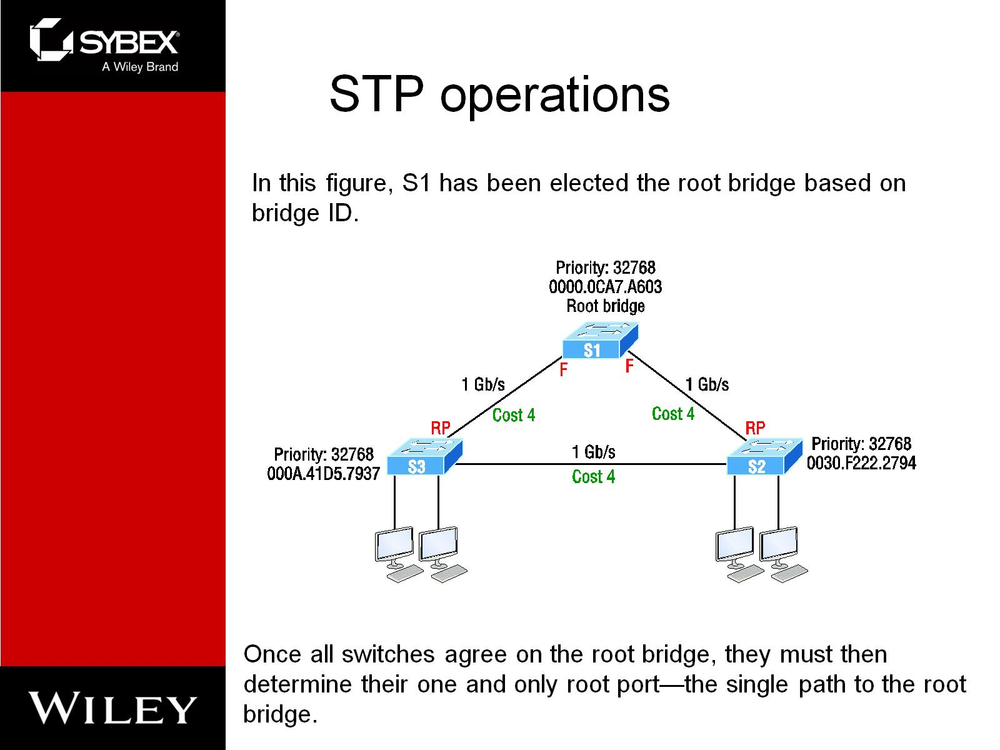 SYBEX®
A Wiley Brand
STP operations
In this figure, S1 has been elected the root bridge based on
bridge ID.
Priority: 32768
0000.0CA7.A603
Root bridge
S1
F
F
1 Gb/s
1 Gb/s
Cost 4
Cost 4
RP
RP
Priority: 32768
000A.41D5.7937
S3
1 Gb/s
Cost 4
S2
Priority: 32768
0030.F222.2794
Once all switches agree on the root bridge, they must then
determine their one and only root port—the single path to the root
bridge.
WILEY